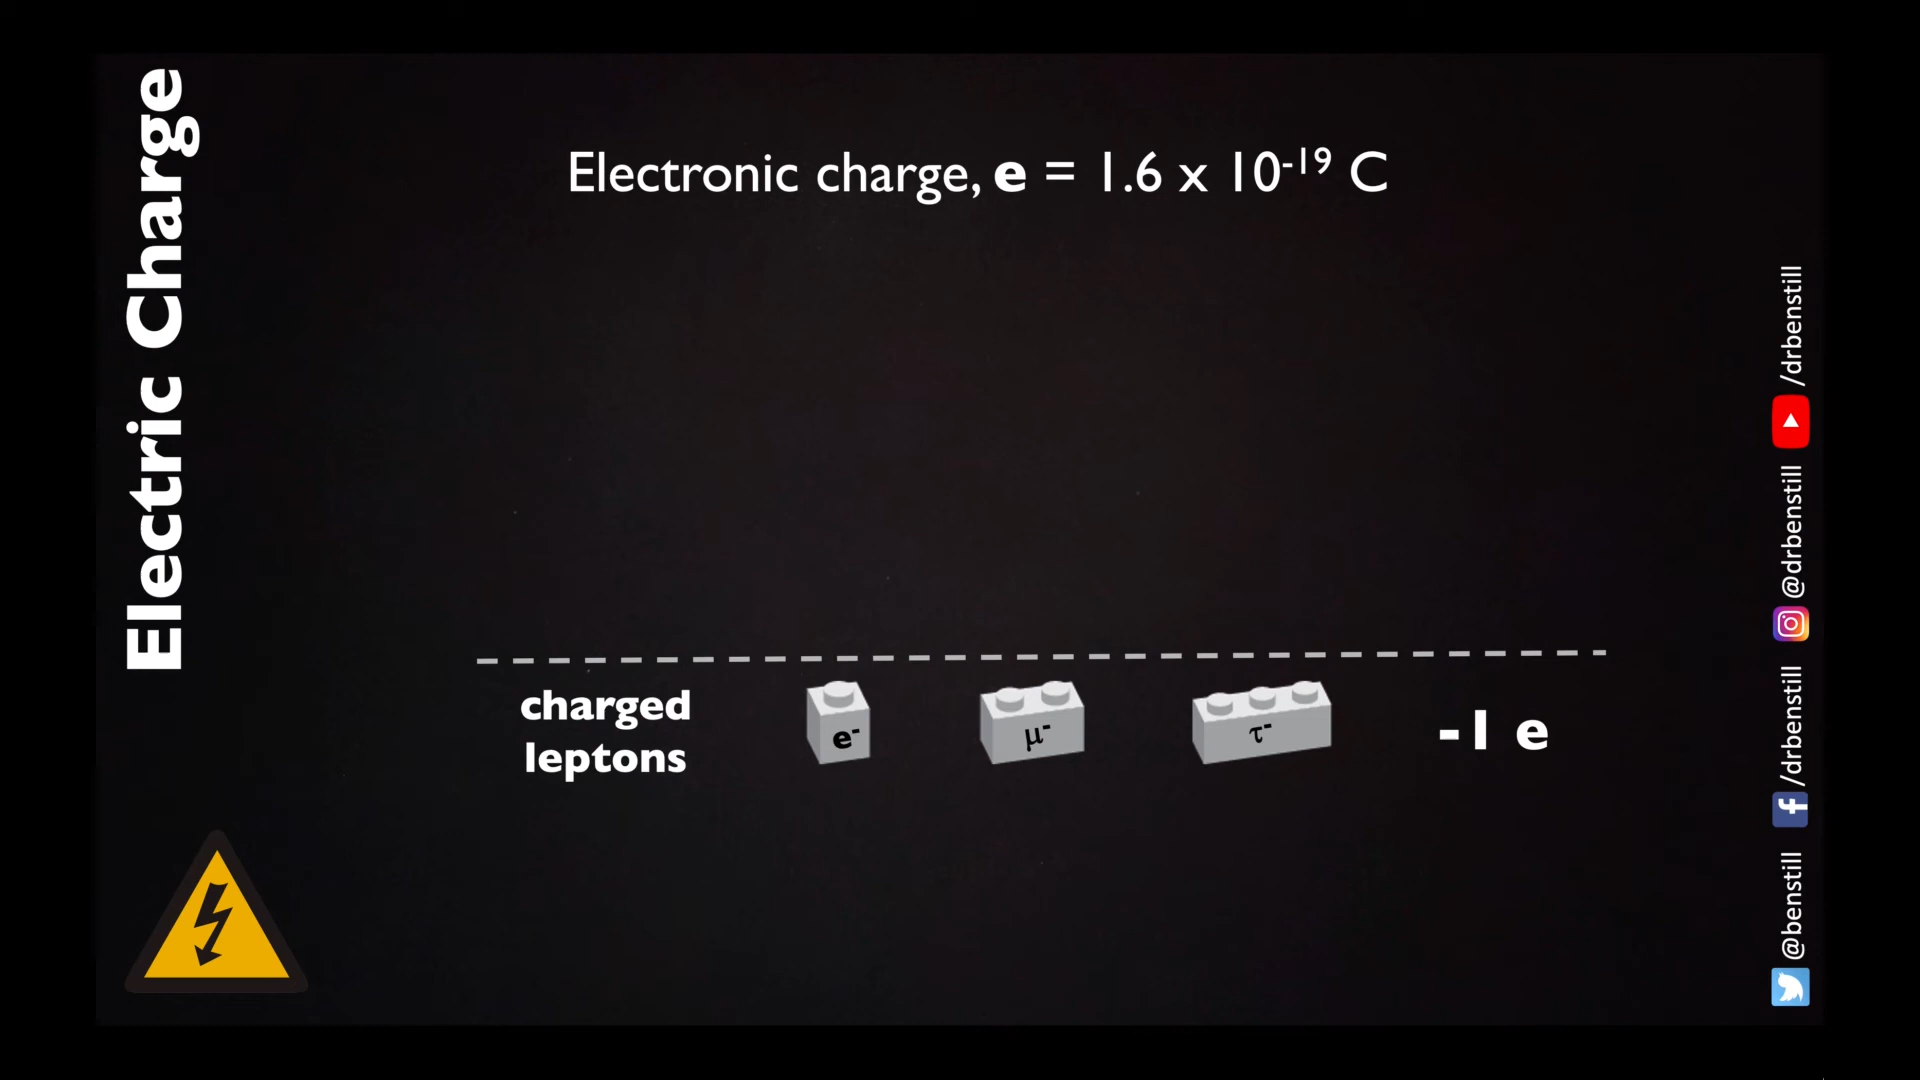 Electric Charge
Electronic charge, e = 1.6 x 10⁻¹⁹ C
charged
leptons
e⁻
μ⁻
τ⁻
-1 e
/drbenstill
@drbenstill
/drbenstill
@benstill